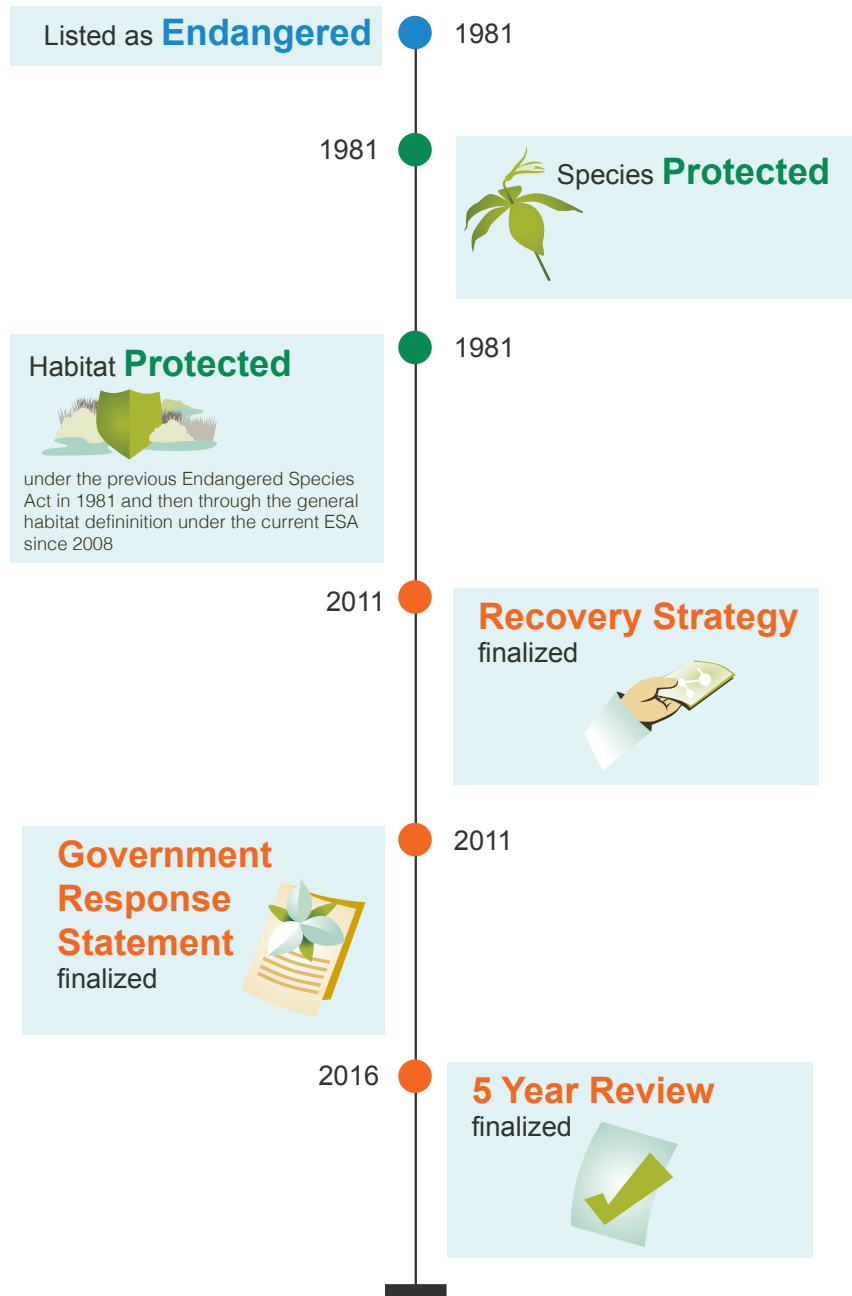 Listed as Endangered
1981
1981
Species Protected
1981
Habitat Protected
under the previous Endangered Species
Act in 1981 and then through the general
habitat defininition under the current ESA
since 2008
2011
Recovery Strategy
finalized
2011
Government
Response
Statement
finalized
2016
5 Year Review
finalized